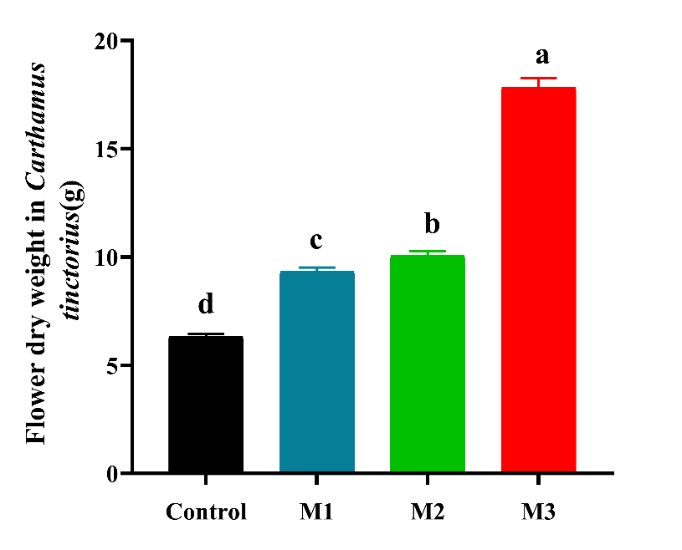 Flower dry weight in Carthamus
tinctorius(g)
20
15
10
5
0
d
c
b
a
Control M1 M2 M3